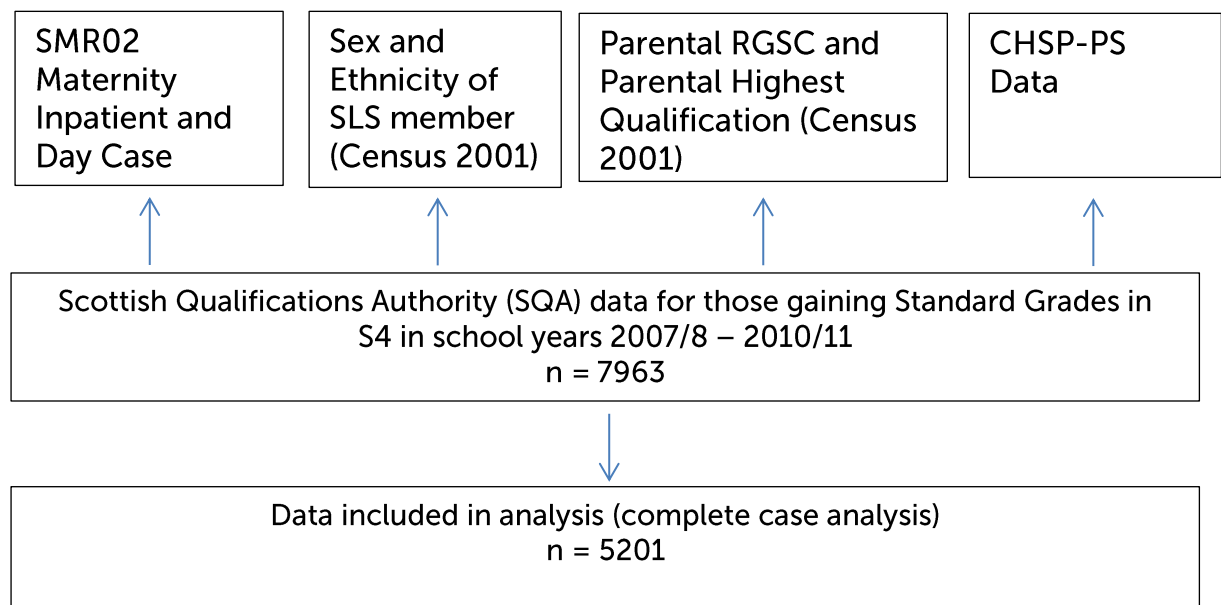 SMR02
Maternity
Inpatient and
Day Case
Sex and
Ethnicity of
SLS member
(Census 2001)
Parental RGSC and
Parental Highest
Qualification (Census
2001)
CHSP-PS
Data
Scottish Qualifications Authority (SQA) data for those gaining Standard Grades in
S4 in school years 2007/8 – 2010/11
n = 7963
Data included in analysis (complete case analysis)
n = 5201